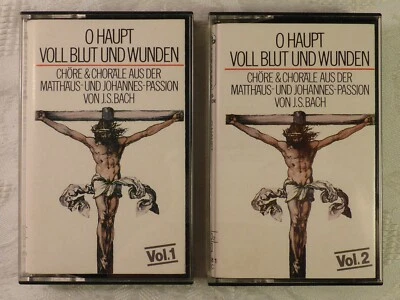 O HAUPT
VOLL BLUT UND WUNDEN
CHÖRE & CHORÄLE AUS DER
MATTHÄUS- UND JOHANNES-PASSION
VON J.S. BACH
Vol.1
O HAUPT
VOLL BLUT UND WUNDEN
CHÖRE & CHORÄLE AUS DER
MATTHÄUS- UND JOHANNES-PASSION
VON J.S. BACH
Vol.2